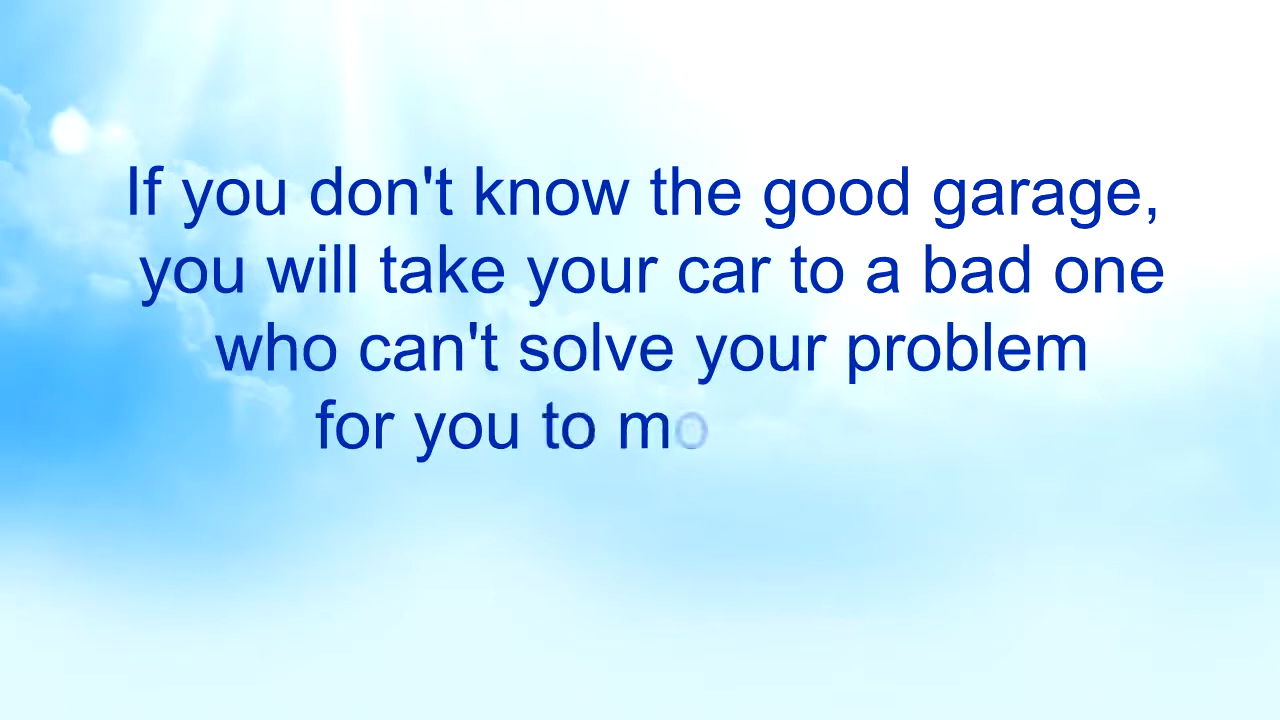 If you don't know the good garage,
you will take your car to a bad one
who can't solve your problem
for you to mo